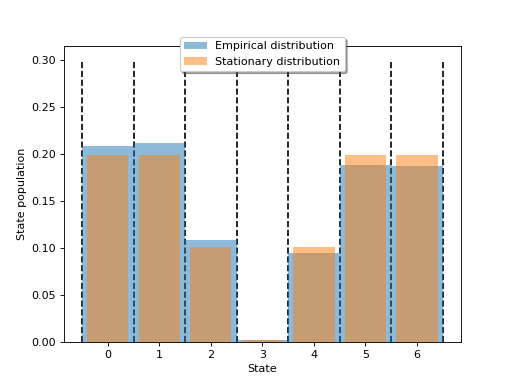 Empirical distribution
Stationary distribution
0.30
0.25
0.20
0.15
0.10
0.05
0.00
State population
0 1 2 3 4 5 6
State